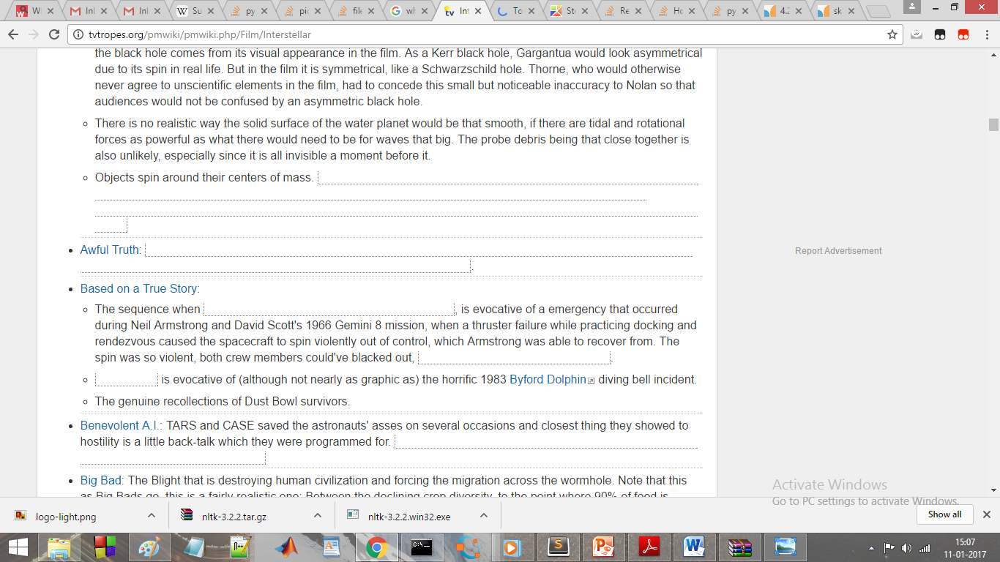 Wl
Inl
Inl
Su
py
pic
file
wh
Int
To
St
Re
Ho
py
4.2
sk
tvtropes.org/pmwiki/pmwiki.php/Film/Interstellar
the black hole comes from its visual appearance in the film. As a Kerr black hole, Gargantua would look asymmetrical
due to its spin in real life. But in the film it is symmetrical, like a Schwarzschild hole. Thorne, who would otherwise
never agree to unscientific elements in the film, had to concede this small but noticeable inaccuracy to Nolan so that
audiences would not be confused by an asymmetric black hole.
There is no realistic way the solid surface of the water planet would be that smooth, if there are tidal and rotational
forces as powerful as what there would need to be for waves that big. The probe debris being that close together is
also unlikely, especially since it is all invisible a moment before it.
Objects spin around their centers of mass.
Awful Truth:
.
Report Advertisement
Based on a True Story:
The sequence when , is evocative of a emergency that occurred
during Neil Armstrong and David Scott's 1966 Gemini 8 mission, when a thruster failure while practicing docking and
rendezvous caused the spacecraft to spin violently out of control, which Armstrong was able to recover from. The
spin was so violent, both crew members could've blacked out, .
is evocative of (although not nearly as graphic as) the horrific 1983 Byford Dolphin diving bell incident.
The genuine recollections of Dust Bowl survivors.
Benevolent A.I.: TARS and CASE saved the astronauts' asses on several occasions and closest thing they showed to
hostility is a little back-talk which they were programmed for.
Big Bad: The Blight that is destroying human civilization and forcing the migration across the wormhole. Note that this
as Big Bads go, this is a fairly realistic one: Between the declining crop diversity, to the point where 90% of food is
Activate Windows
Go to PC settings to activate Windows.
logo-light.png
nltk-3.2.2.tar.gz
nltk-3.2.2.win32.exe
Show all
15:07
11-01-2017